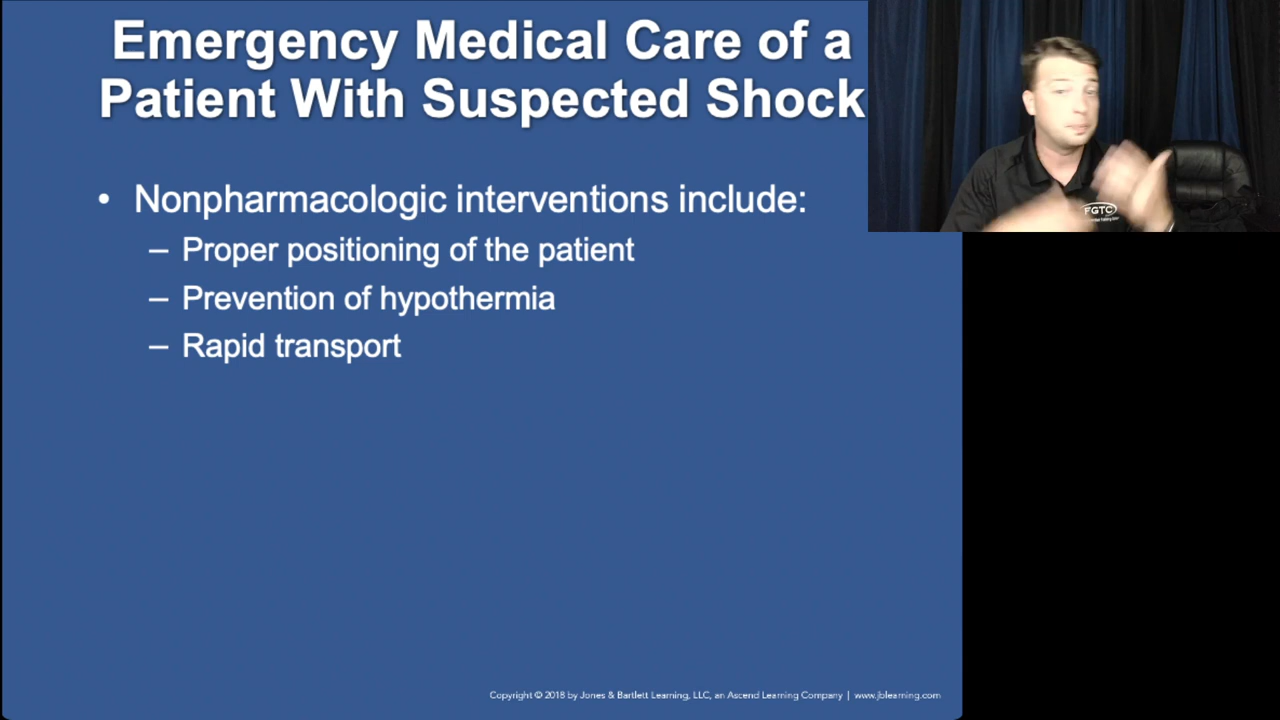 Emergency Medical Care of a
Patient With Suspected Shock
• Nonpharmacologic interventions include:
– Proper positioning of the patient
– Prevention of hypothermia
– Rapid transport
FGTC
Copyright © 2018 by Jones & Bartlett Learning, LLC, an Ascend Learning Company | www.jblearning.com